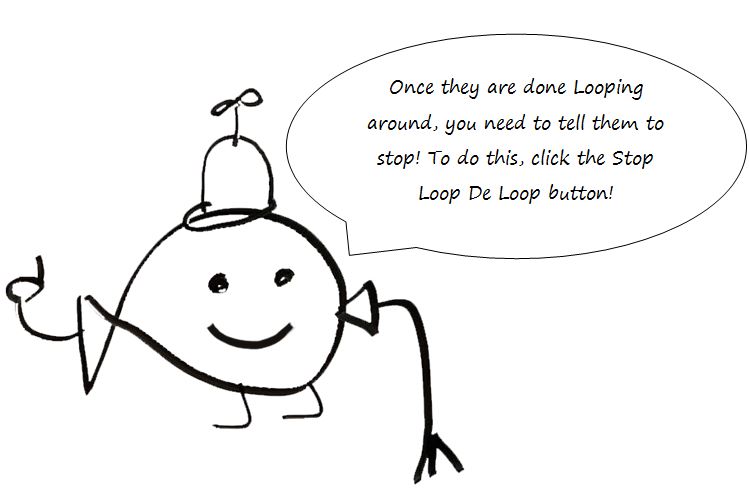 Once they are done Looping
around, you need to tell them to
stop! To do this, click the Stop
Loop De Loop button!